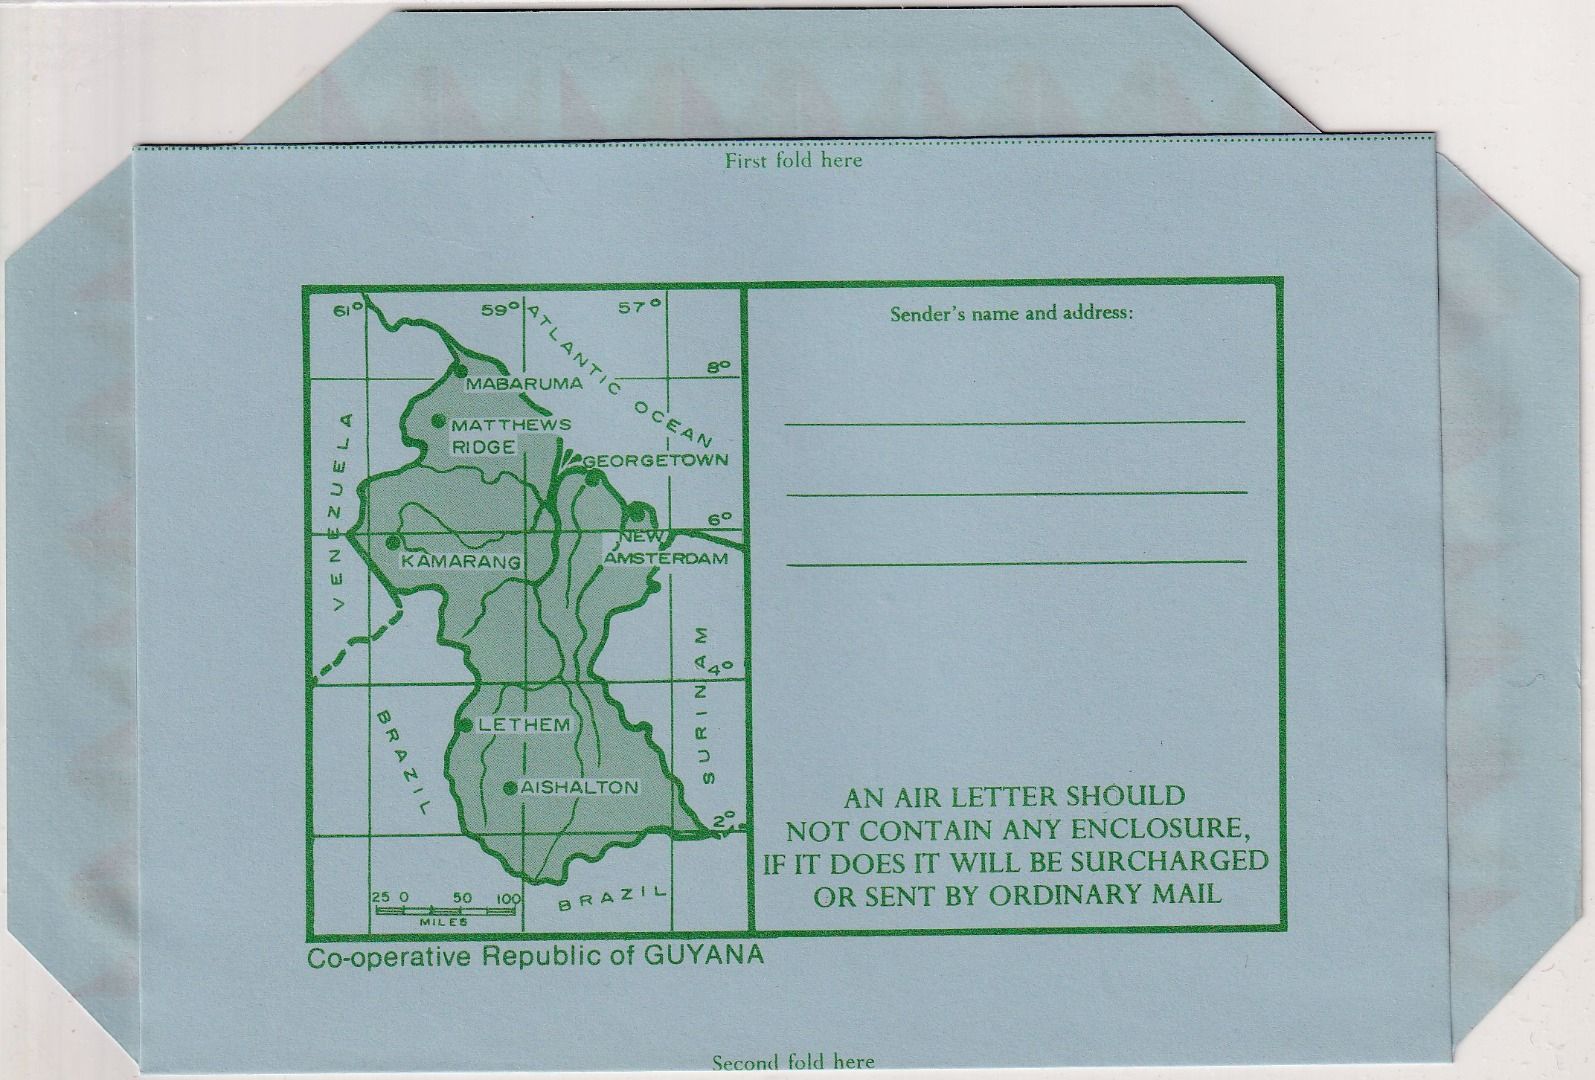 First fold here
61° 59° 57°
ATLANTIC OCEAN
8°
MABARUMA
MATTHEWS
RIDGE
GEORGETOWN
VENEZUELA
6°
NEW
AMSTERDAM
KAMARANG
SURINAM
4°
BRAZIL
LETHEM
AISHALTON
2°
25 0 50 100
MILES
BRAZIL
Co-operative Republic of GUYANA
Sender's name and address:
AN AIR LETTER SHOULD
NOT CONTAIN ANY ENCLOSURE,
IF IT DOES IT WILL BE SURCHARGED
OR SENT BY ORDINARY MAIL
Second fold here